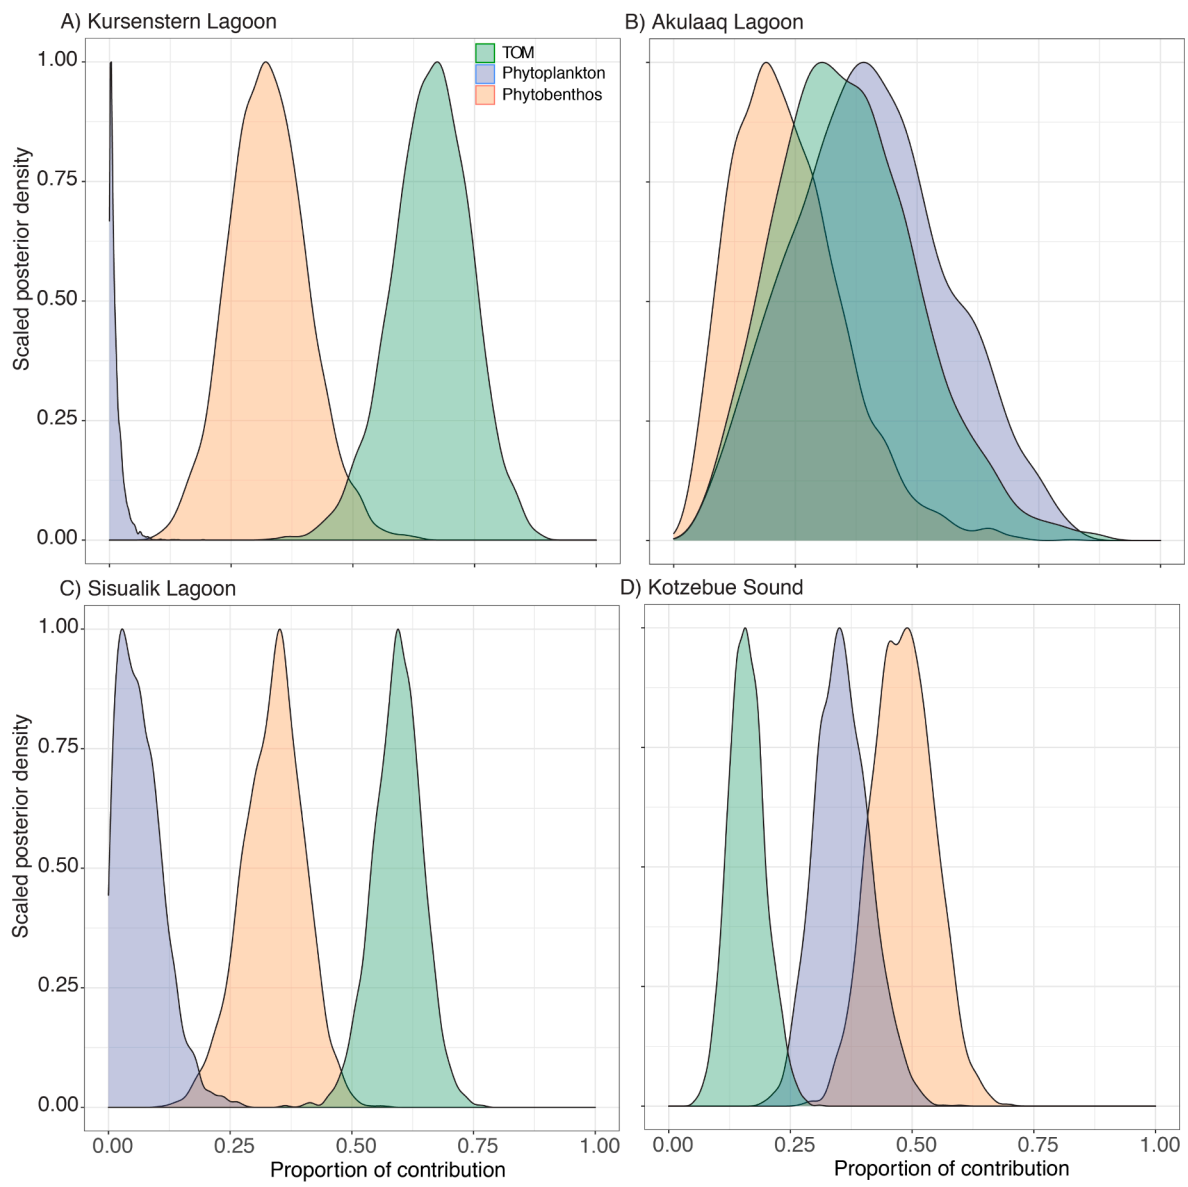 A) Kursenstern Lagoon
B) Akulaaq Lagoon
TOM
Phytoplankton
Phytobenthos
1.00
0.75
0.50
0.25
0.00
Scaled posterior density
C) Sisualik Lagoon
D) Kotzebue Sound
1.00
0.75
0.50
0.25
0.00
Scaled posterior density
0.00 0.25 0.50 0.75 1.00
0.00 0.25 0.50 0.75 1.00
Proportion of contribution
Proportion of contribution